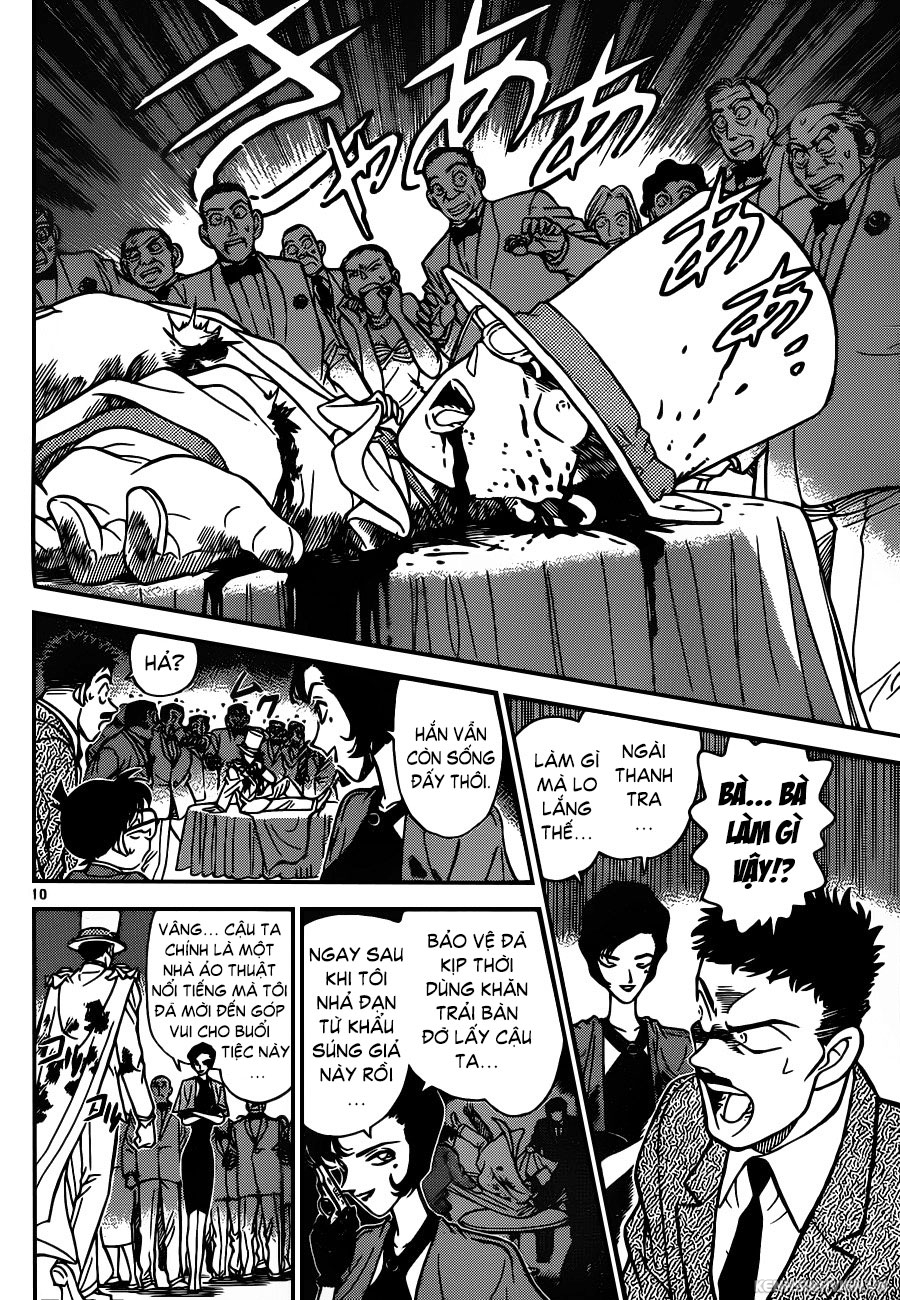 きゃあ
ああ
ああ
BÀ... BÀ
LÀM GÌ
VẬY!?
NGÀI
THANH
TRA
...
LÀM GÌ
MÀ LO
LẮNG
THẾ...
HẮN VẪN
CÒN SỐNG
ĐẤY THÔI.
HẢ?
10
BẢO VỆ ĐÃ
KỊP THỜI
DÙNG KHĂN
TRẢI BÀN
ĐỠ LẤY CẬU
TA...
NGAY SAU
KHI TÔI
NHẢ ĐẠN
TỪ KHẨU
SÚNG GIẢ
NÀY RỒI
...
VÂNG... CẬU TA
CHÍNH LÀ MỘT
NHÀ ÁO THUẬT
NỔI TIẾNG MÀ TÔI
ĐÃ MỜI ĐẾN GÓP
VUI CHO BUỔI
TIỆC NÀY
...